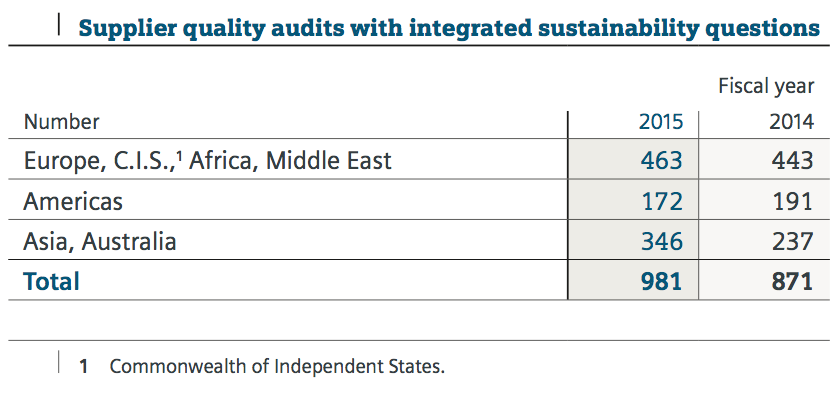 Supplier quality audits with integrated sustainability questions
Fiscal year
Number 2015 2014
Europe, C.I.S.,¹ Africa, Middle East 463 443
Americas 172 191
Asia, Australia 346 237
Total 981 871
1 Commonwealth of Independent States.